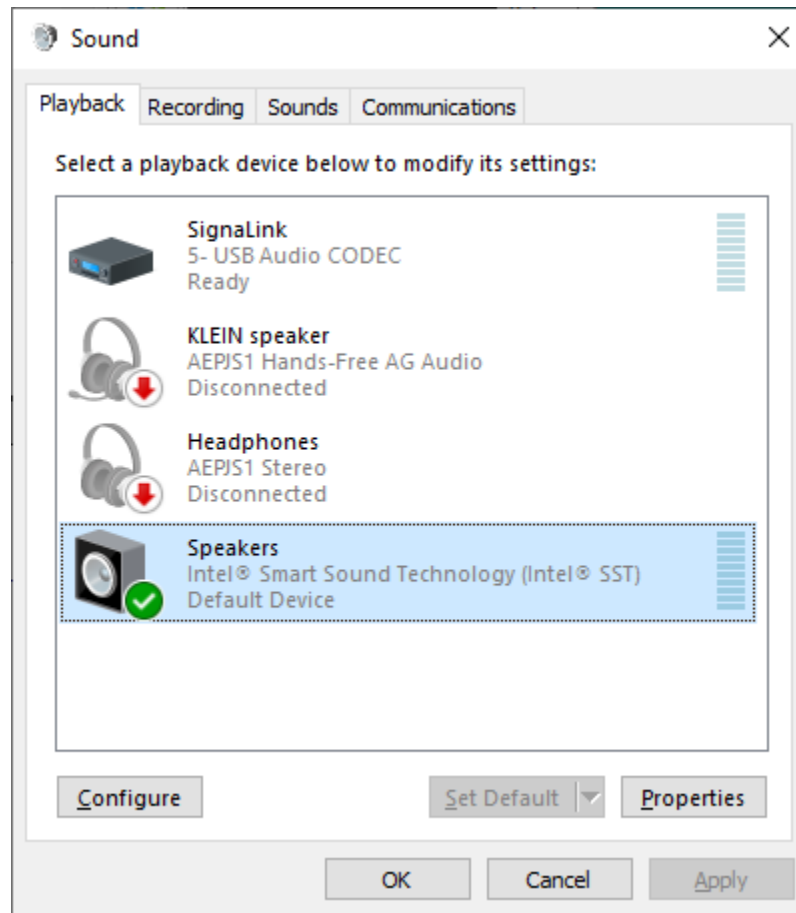 Sound
Playback Recording Sounds Communications
Select a playback device below to modify its settings:
SignaLink
5- USB Audio CODEC
Ready
KLEIN speaker
AEPJS1 Hands-Free AG Audio
Disconnected
Headphones
AEPJS1 Stereo
Disconnected
Speakers
Intel® Smart Sound Technology (Intel® SST)
Default Device
Configure Set Default Properties
OK Cancel Apply